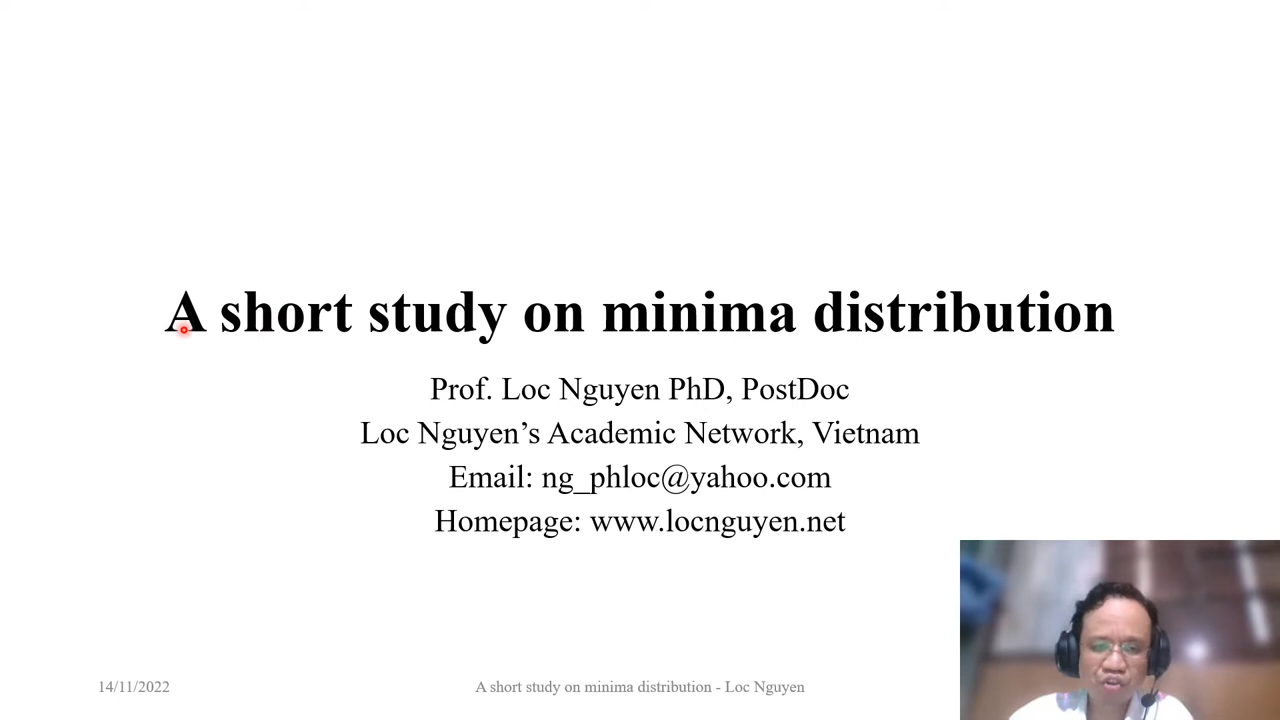 A short study on minima distribution
Prof. Loc Nguyen PhD, PostDoc
Loc Nguyen’s Academic Network, Vietnam
Email: ng_phloc@yahoo.com
Homepage: www.locnguyen.net
14/11/2022
A short study on minima distribution - Loc Nguyen